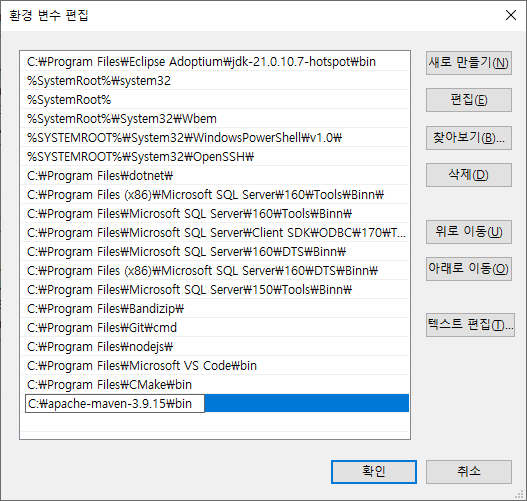 환경 변수 편집
C:₩Program Files₩Eclipse Adoptium₩jdk-21.0.10.7-hotspot₩bin
%SystemRoot%₩system32
%SystemRoot%
%SystemRoot%₩System32₩Wbem
%SYSTEMROOT%₩System32₩WindowsPowerShell₩v1.0₩
%SYSTEMROOT%₩System32₩OpenSSH₩
C:₩Program Files₩dotnet₩
C:₩Program Files (x86)₩Microsoft SQL Server₩160₩Tools₩Binn₩
C:₩Program Files₩Microsoft SQL Server₩160₩Tools₩Binn₩
C:₩Program Files₩Microsoft SQL Server₩Client SDK₩ODBC₩170₩T...
C:₩Program Files₩Microsoft SQL Server₩160₩DTS₩Binn₩
C:₩Program Files (x86)₩Microsoft SQL Server₩160₩DTS₩Binn₩
C:₩Program Files₩Microsoft SQL Server₩150₩Tools₩Binn₩
C:₩Program Files₩Bandizip₩
C:₩Program Files₩Git₩cmd
C:₩Program Files₩nodejs₩
C:₩Program Files₩Microsoft VS Code₩bin
C:₩Program Files₩CMake₩bin
C:₩apache-maven-3.9.15₩bin
새로 만들기(N)
편집(E)
찾아보기(B)...
삭제(D)
위로 이동(U)
아래로 이동(O)
텍스트 편집(T)...
확인
취소